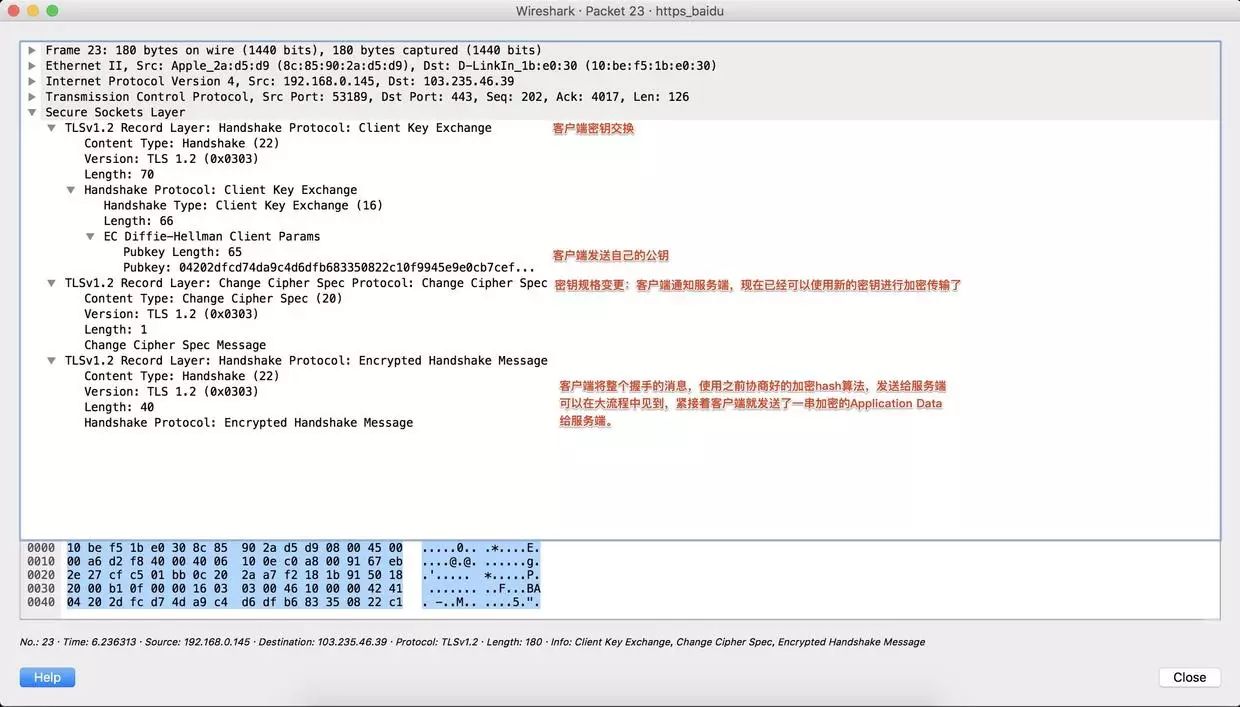 Wireshark · Packet 23 · https_baidu
Frame 23: 180 bytes on wire (1440 bits), 180 bytes captured (1440 bits)
Ethernet II, Src: Apple_2a:d5:d9 (8c:85:90:2a:d5:d9), Dst: D-LinkIn_1b:e0:30 (10:be:f5:1b:e0:30)
Internet Protocol Version 4, Src: 192.168.0.145, Dst: 103.235.46.39
Transmission Control Protocol, Src Port: 53189, Dst Port: 443, Seq: 202, Ack: 4017, Len: 126
Secure Sockets Layer
TLSv1.2 Record Layer: Handshake Protocol: Client Key Exchange 客户端密钥交换
Content Type: Handshake (22)
Version: TLS 1.2 (0x0303)
Length: 70
Handshake Protocol: Client Key Exchange
Handshake Type: Client Key Exchange (16)
Length: 66
EC Diffie-Hellman Client Params
Pubkey Length: 65 客户端发送自己的公钥
Pubkey: 04202dfcd74da9c4d6dfb683350822c10f9945e9e0cb7cef...
TLSv1.2 Record Layer: Change Cipher Spec Protocol: Change Cipher Spec 密钥规格变更：客户端通知服务端，现在已经可以使用新的密钥进行加密传输了
Content Type: Change Cipher Spec (20)
Version: TLS 1.2 (0x0303)
Length: 1
Change Cipher Spec Message
TLSv1.2 Record Layer: Handshake Protocol: Encrypted Handshake Message
Content Type: Handshake (22)
Version: TLS 1.2 (0x0303)
Length: 40
Handshake Protocol: Encrypted Handshake Message
客户端将整个握手的消息，使用之前协商好的加密hash算法，发送给服务端
可以在大流程中见到，紧接着客户端就发送了一串加密的Application Data
给服务端。
0000 10 be f5 1b e0 30 8c 85 90 2a d5 d9 08 00 45 00 .....0.. .*....E.
0010 00 a6 d2 f8 40 00 40 06 10 0e c0 a8 00 91 67 eb ....@.@. ......g.
0020 2e 27 cf c5 01 bb 0c 20 2a a7 f2 18 1b 91 50 18 .'..... *.....P.
0030 20 00 b1 0f 00 00 16 03 03 00 46 10 00 00 42 41 ....... ..F...BA
0040 04 20 2d fc d7 4d a9 c4 d6 df b6 83 35 08 22 c1 . -..M.. ....5.".
No.: 23 · Time: 6.236313 · Source: 192.168.0.145 · Destination: 103.235.46.39 · Protocol: TLSv1.2 · Length: 180 · Info: Client Key Exchange, Change Cipher Spec, Encrypted Handshake Message
Help
Close